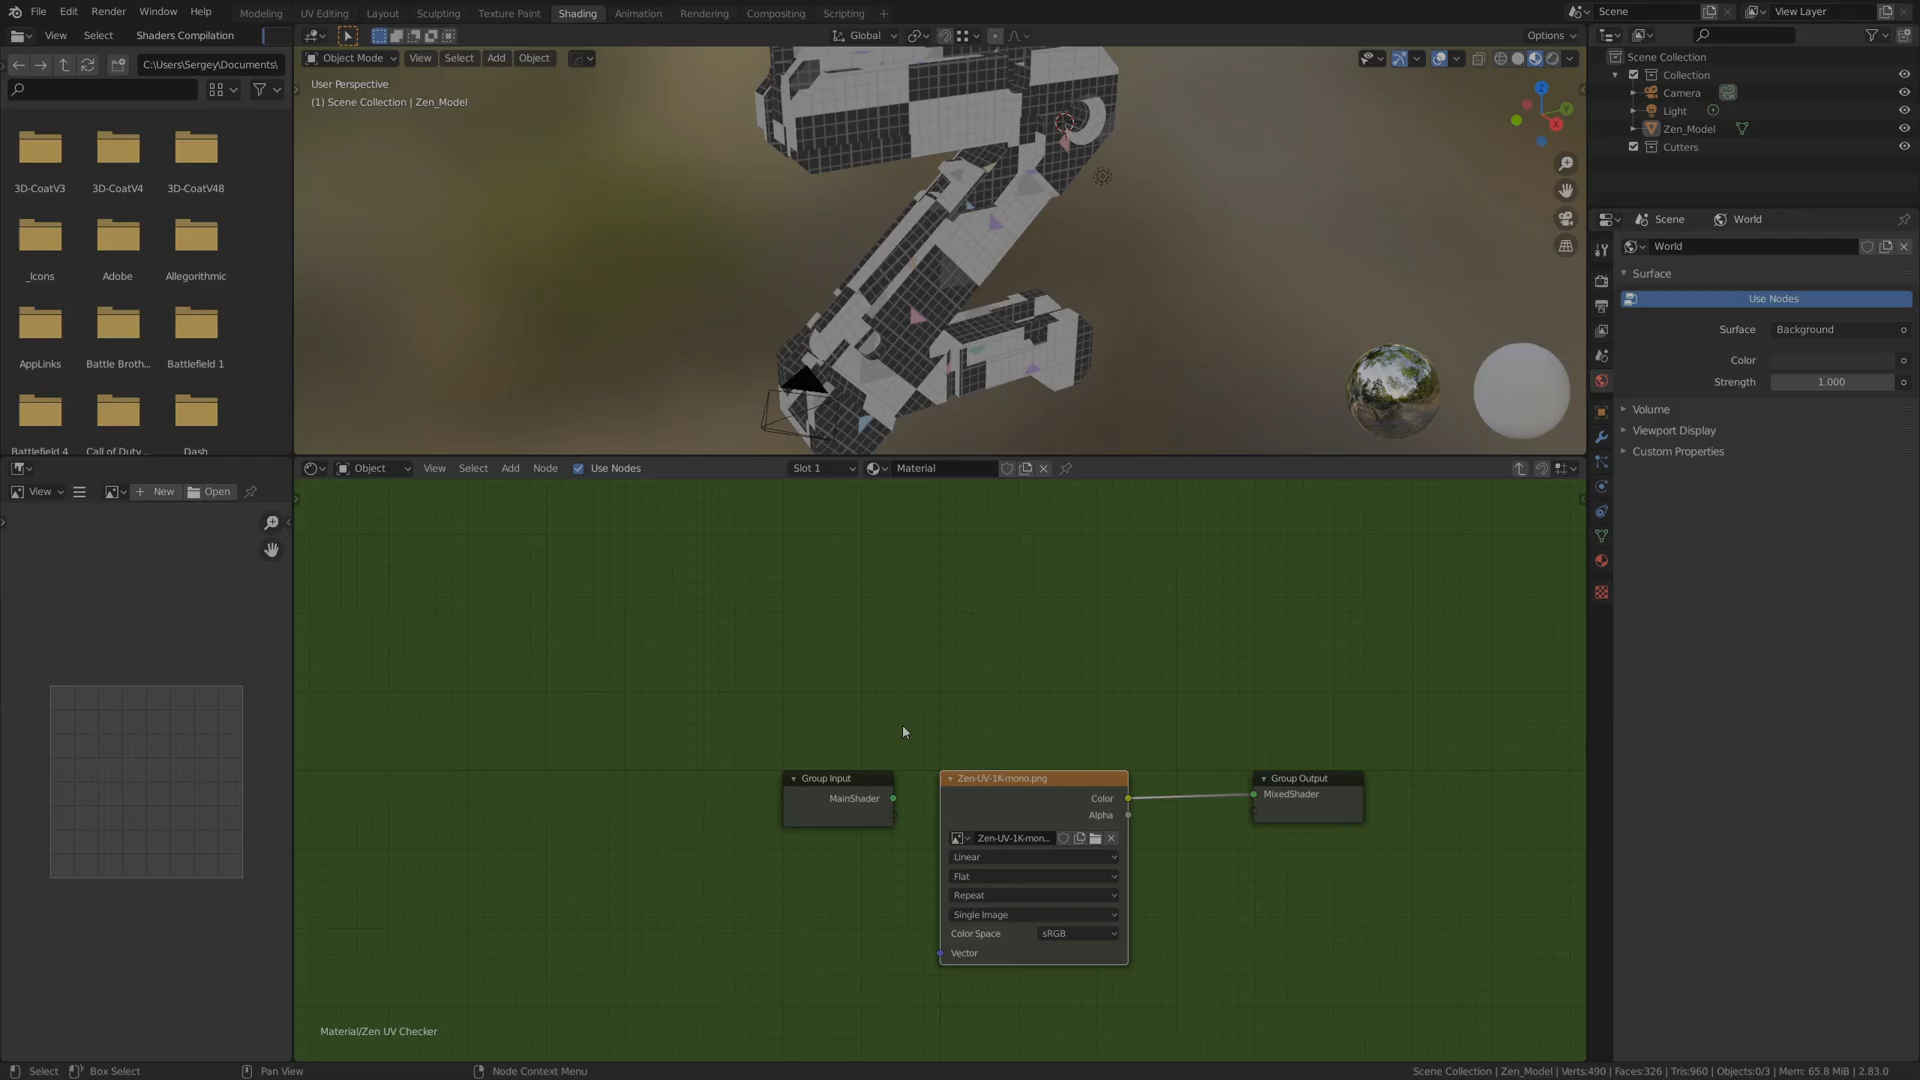 File Edit Render Window Help Modeling UV Editing Layout Sculpting Texture Paint Shading Animation Rendering Compositing Scripting + Scene View Layer
View Select Shaders Compilation
C:\Users\Sergey\Documents\
3D-CoatV3 3D-CoatV4 3D-CoatV48
_Icons Adobe Allegorithmic
AppLinks Battle Broth... Battlefield 1
Battlefield 4 Call of Duty ... Dash
Global Options
Object Mode View Select Add Object
User Perspective
(1) Scene Collection | Zen_Model
Z
Y
X
Scene Collection
Collection
Camera
Light
Zen_Model
Cutters
Scene World
World
Surface
Use Nodes
Surface Background
Color
Strength 1.000
Volume
Viewport Display
Custom Properties
View + New Open
Object View Select Add Node Use Nodes Slot 1 Material
Group Input
MainShader
Zen-UV-1K-mono.png
Color
Alpha
Zen-UV-1K-mon...
Linear
Flat
Repeat
Single Image
Color Space sRGB
Vector
Group Output
MixedShader
Material/Zen UV Checker
Select Box Select Pan View Node Context Menu Scene Collection | Zen_Model | Verts:490 | Faces:326 | Tris:960 | Objects:0/3 | Mem: 65.8 MiB | 2.83.0